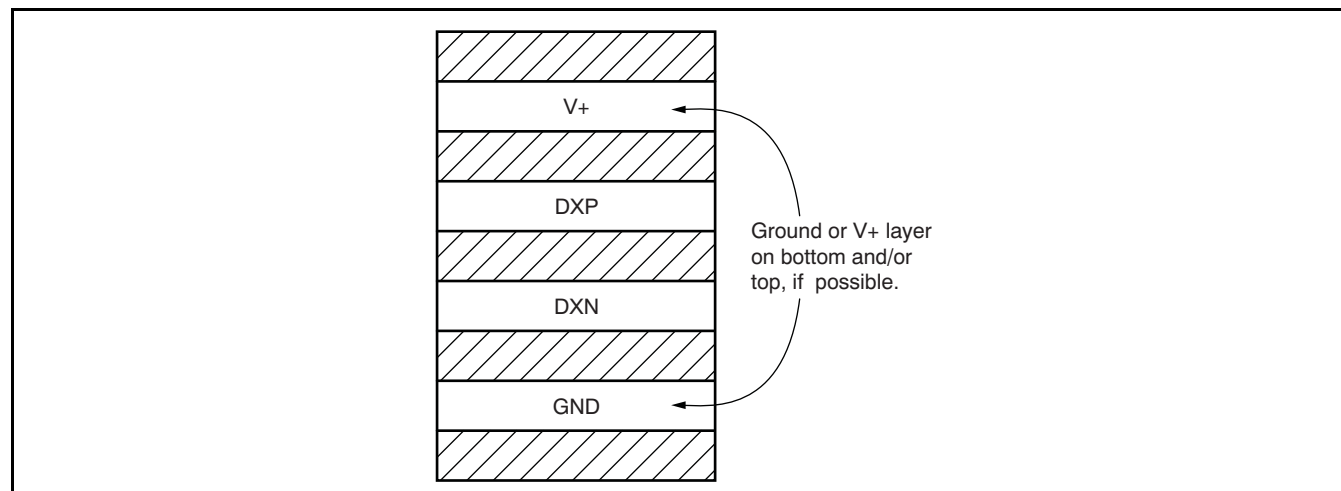 V+
DXP
Ground or V+ layer
on bottom and/or
top, if possible.
DXN
GND